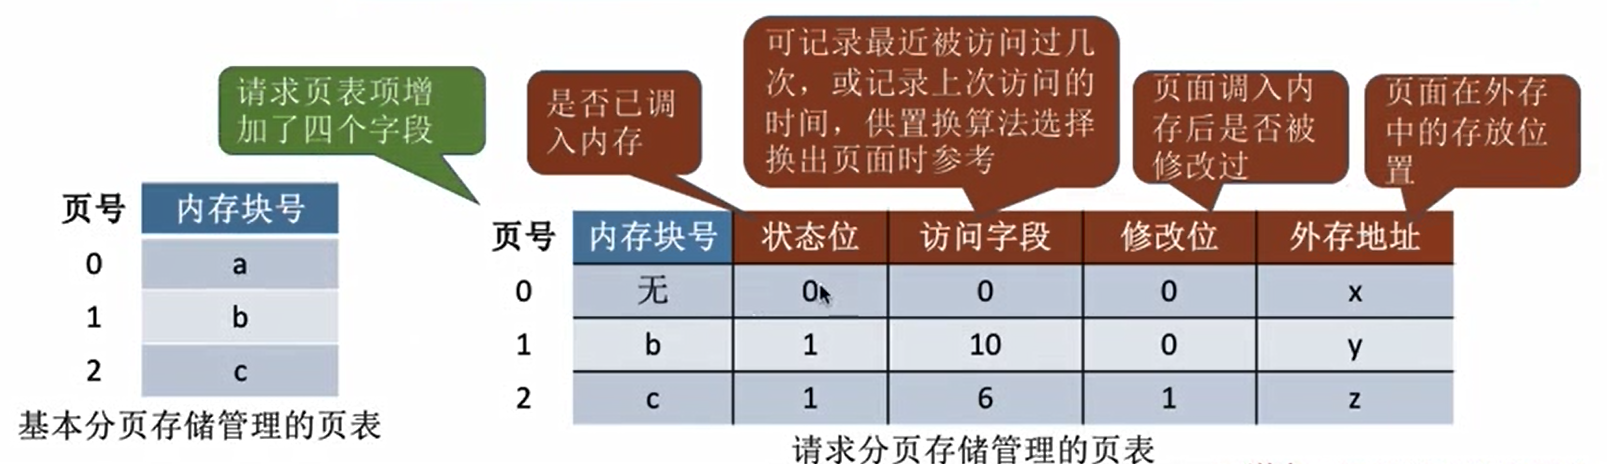 请求页表项增
加了四个字段
是否已调
入内存
可记录最近被访问过几
次，或记录上次访问的
时间，供置换算法选择
换出页面时参考
页面调入内
存后是否被
修改过
页面在外存
中的存放位
置
页号 内存块号
0 a
1 b
2 c
基本分页存储管理的页表
页号 内存块号 状态位 访问字段 修改位 外存地址
0 无 0 0 0 x
1 b 1 10 0 y
2 c 1 6 1 z
请求分页存储管理的页表